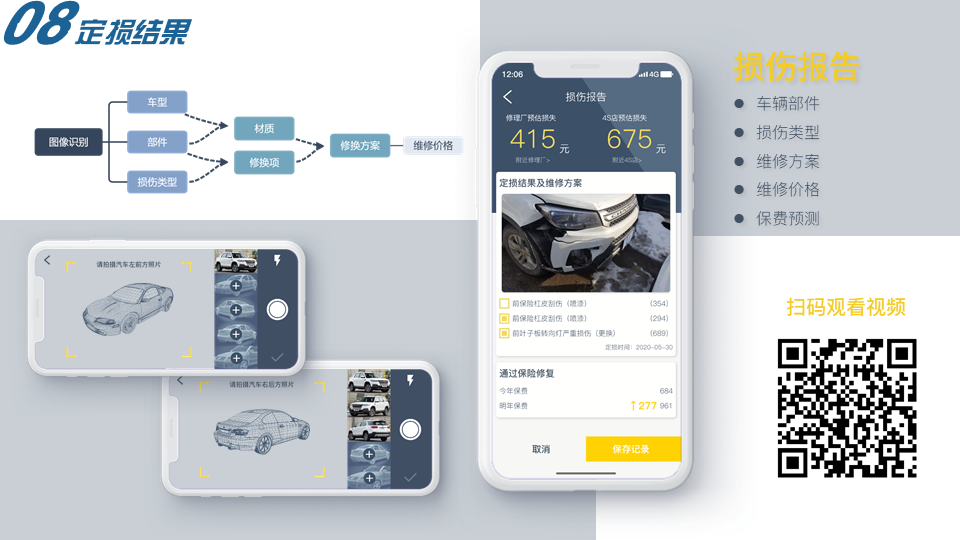 08 定损结果
图像识别
车型
部件
损伤类型
材质
修换项
修换方案
维修价格
请拍摄汽车左前方照片
请拍摄汽车右后方照片
12:06
4G
损伤报告
修理厂预估损失
4S店预估损失
415 元
675 元
附近修理厂>
附近4S店>
定损结果及维修方案
前保险杠皮刮伤（喷漆） (354)
前保险杠皮刮伤（喷漆） (294)
前叶子板转向灯严重损伤（更换） (689)
定损时间：2020-05-30
通过保险修复
今年保费 684
明年保费 ↑277 961
取消
保存记录
损伤报告
● 车辆部件
● 损伤类型
● 维修方案
● 维修价格
● 保费预测
扫码观看视频